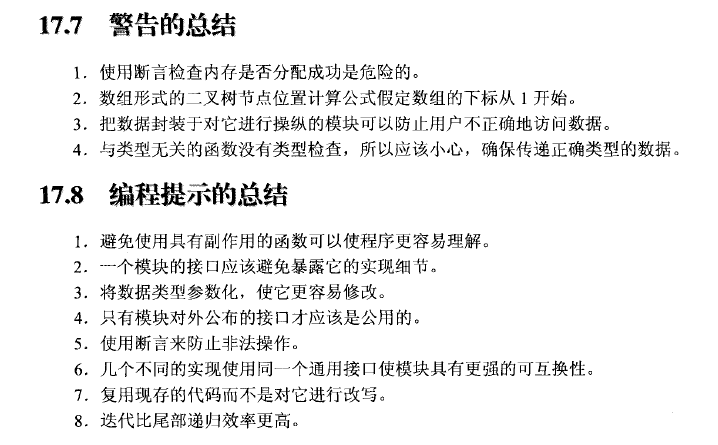 17.7 警告的总结
1．使用断言检查内存是否分配成功是危险的。
2．数组形式的二叉树节点位置计算公式假定数组的下标从 1 开始。
3．把数据封装于对它进行操纵的模块可以防止用户不正确地访问数据。
4．与类型无关的函数没有类型检查，所以应该小心，确保传递正确类型的数据。
17.8 编程提示的总结
1．避免使用具有副作用的函数可以使程序更容易理解。
2．一个模块的接口应该避免暴露它的实现细节。
3．将数据类型参数化，使它更容易修改。
4．只有模块对外公布的接口才应该是公用的。
5．使用断言来防止非法操作。
6．几个不同的实现使用同一个通用接口使模块具有更强的可互换性。
7．复用现存的代码而不是对它进行改写。
8．迭代比尾部递归效率更高。